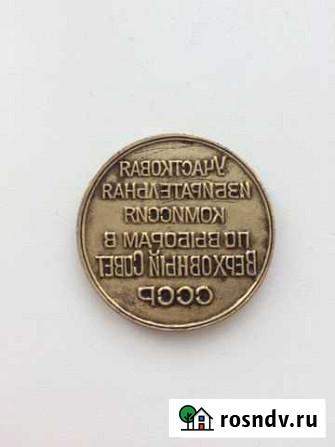 УЧАСТКОВАЯ
ИЗБИРАТЕЛЬНАЯ
КОМИССИЯ
ПО ВЫБОРАМ В
ВЕРХОВНЫЙ СОВЕТ
СССР
rosndv.ru